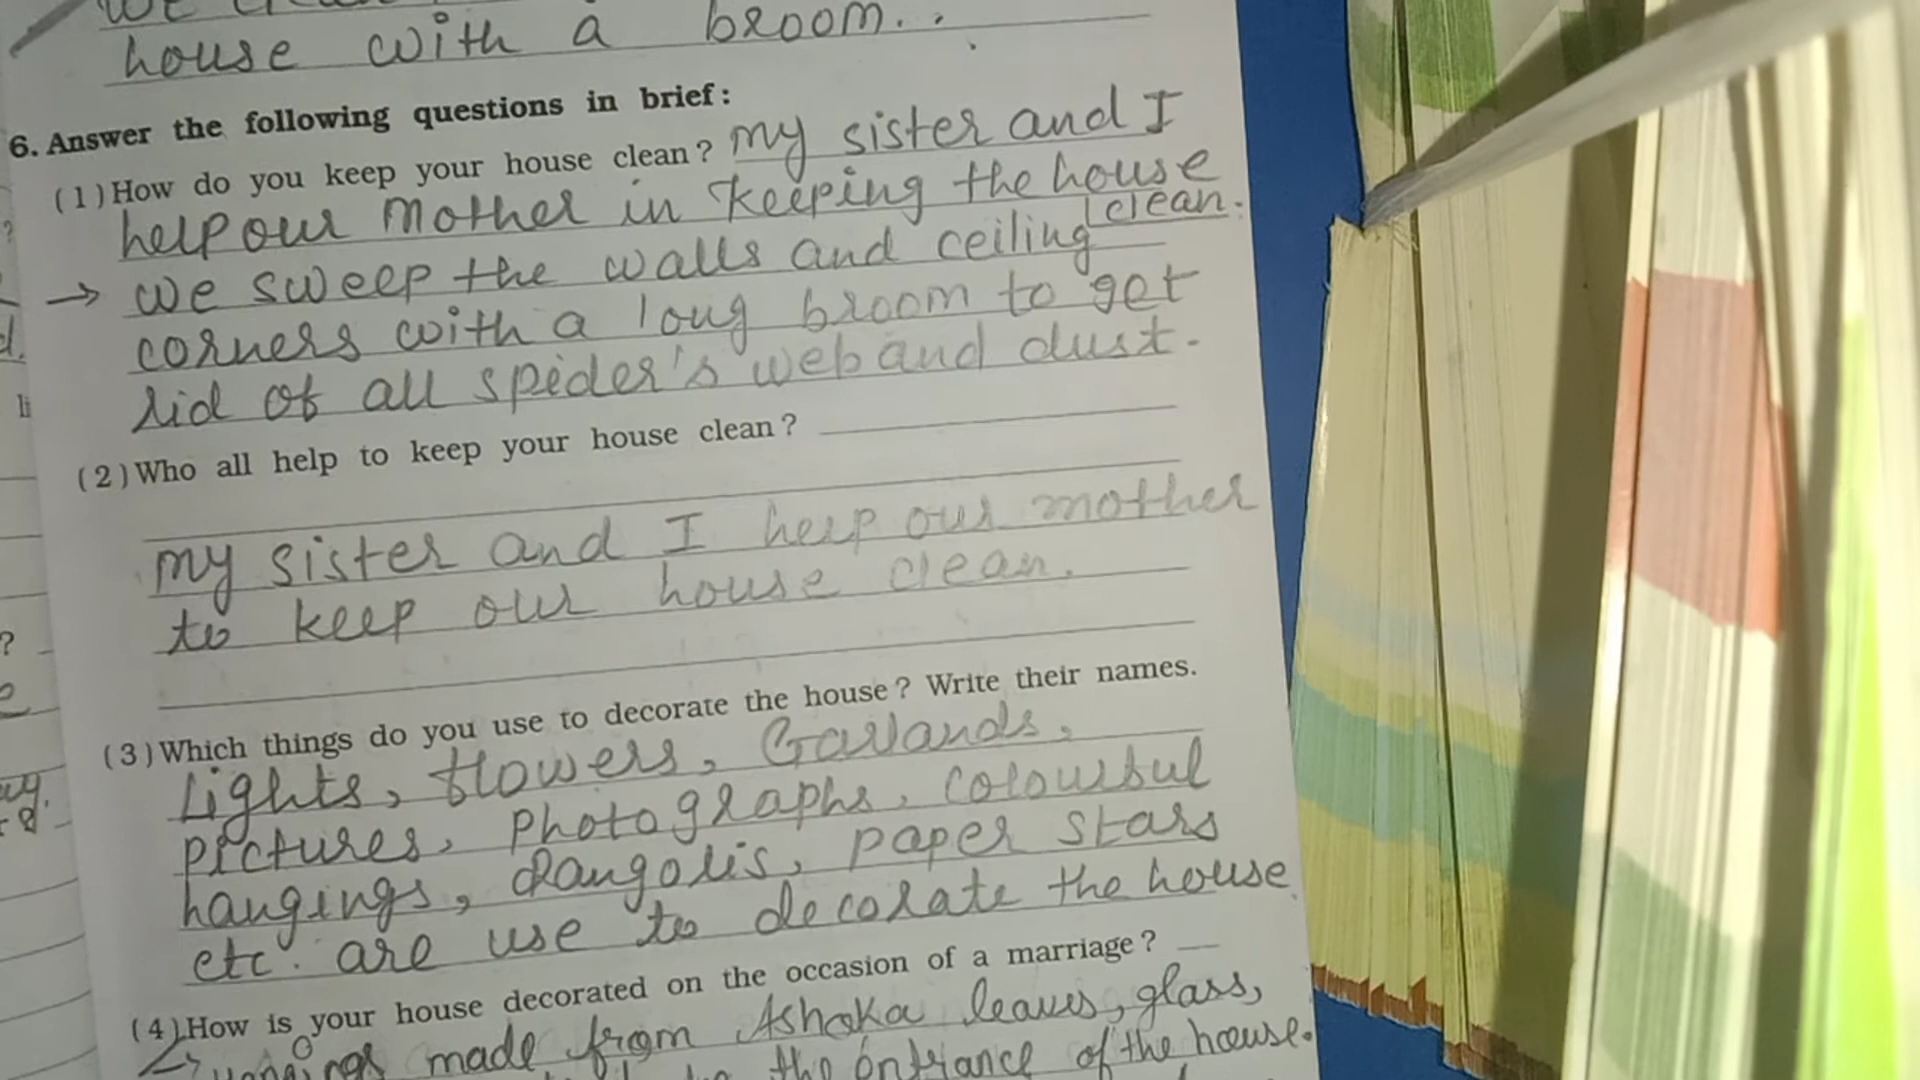 house with a broom..
6. Answer the following questions in brief:
(1) How do you keep your house clean? my sister and I
help our mother in keeping the house
clean.
→ we sweep the walls and ceiling
corners with a long broom to get
rid of all spider's web and dust.
(2) Who all help to keep your house clean?
my sister and I help our mother
to keep our house clean.
(3) Which things do you use to decorate the house? Write their names.
Lights, flowers, Garlands,
pictures, photographs, colourful
hangings, Rangolis, paper stars
etc. are use to decorate the house.
(4) How is your house decorated on the occasion of a marriage?
made from Ashoka leaves, glass,
the entrance of the house.